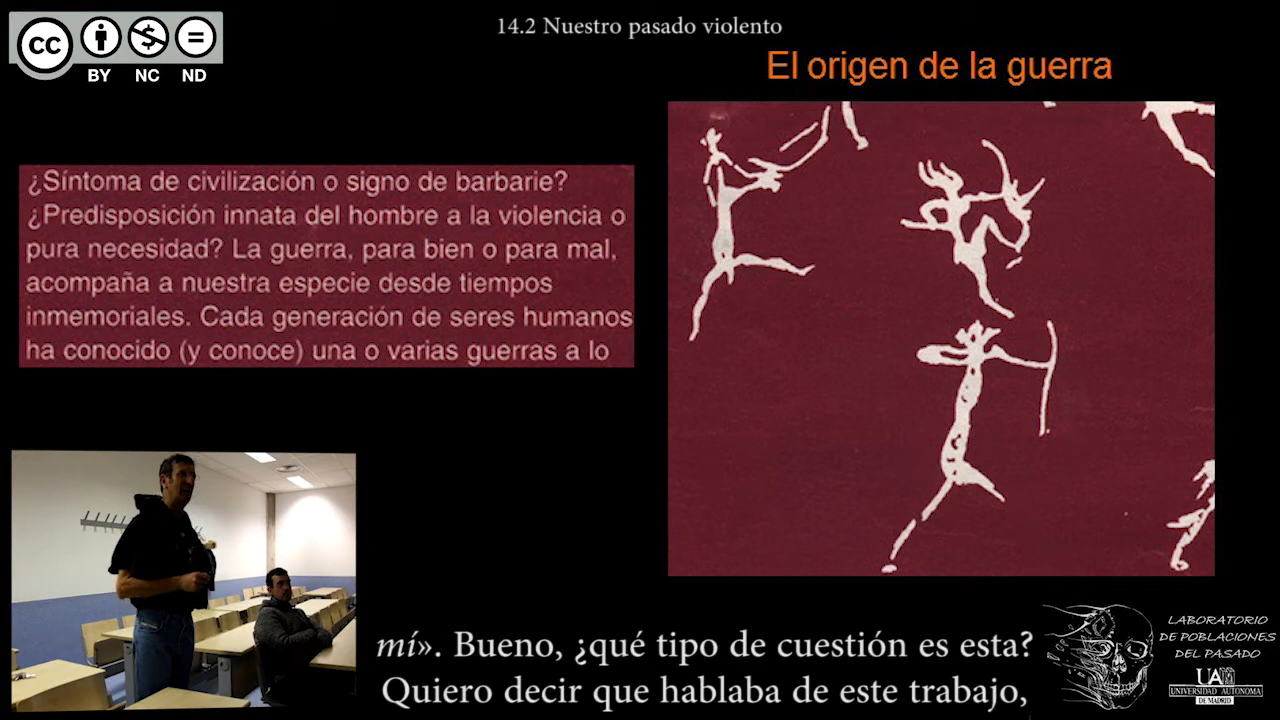 14.2 Nuestro pasado violento
CC
BY NC ND
El origen de la guerra
¿Síntoma de civilización o signo de barbarie?
¿Predisposición innata del hombre a la violencia o
pura necesidad? La guerra, para bien o para mal,
acompaña a nuestra especie desde tiempos
inmemoriales. Cada generación de seres humanos
ha conocido (y conoce) una o varias guerras a lo
mí». Bueno, ¿qué tipo de cuestión es esta?
Quiero decir que hablaba de este trabajo,
LABORATORIO
DE POBLACIONES
DEL PASADO
UAM
UNIVERSIDAD AUTONOMA
DE MADRID